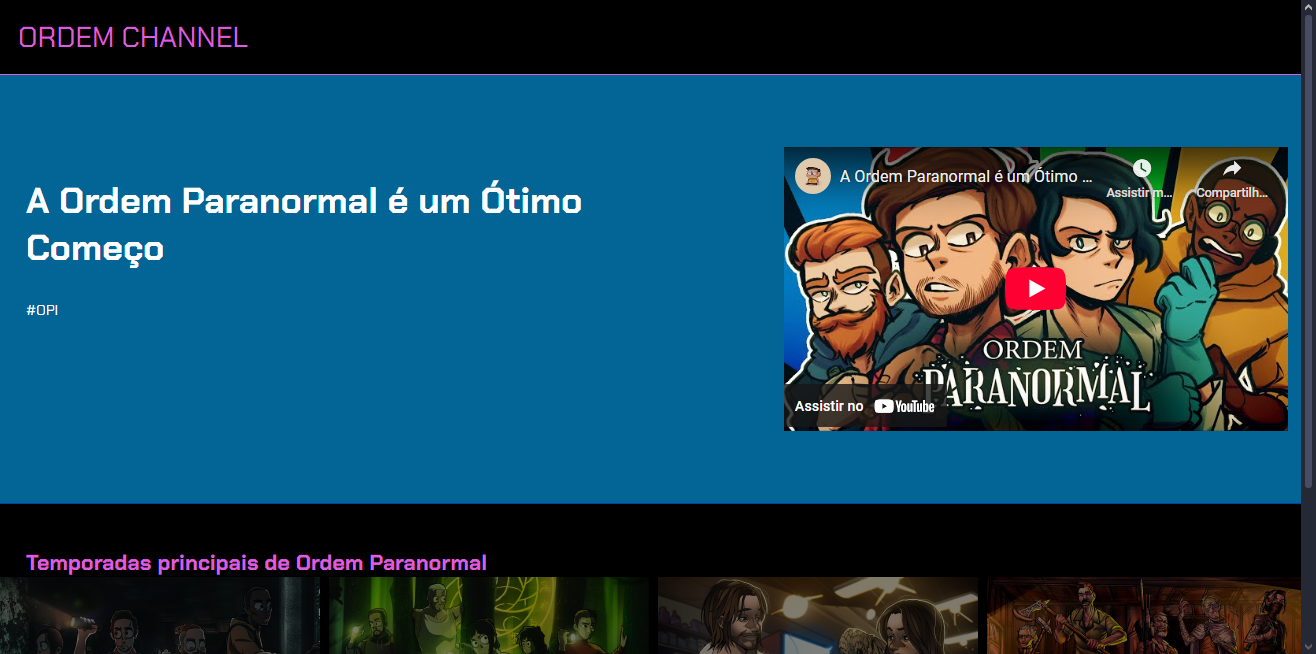 ORDEM CHANNEL
A Ordem Paranormal é um Ótimo
Começo
#OPI
A Ordem Paranormal é um Ótimo ...
Assistir m...
Compartilh...
ORDEM
PARANORMAL
Assistir no YouTube
Temporadas principais de Ordem Paranormal